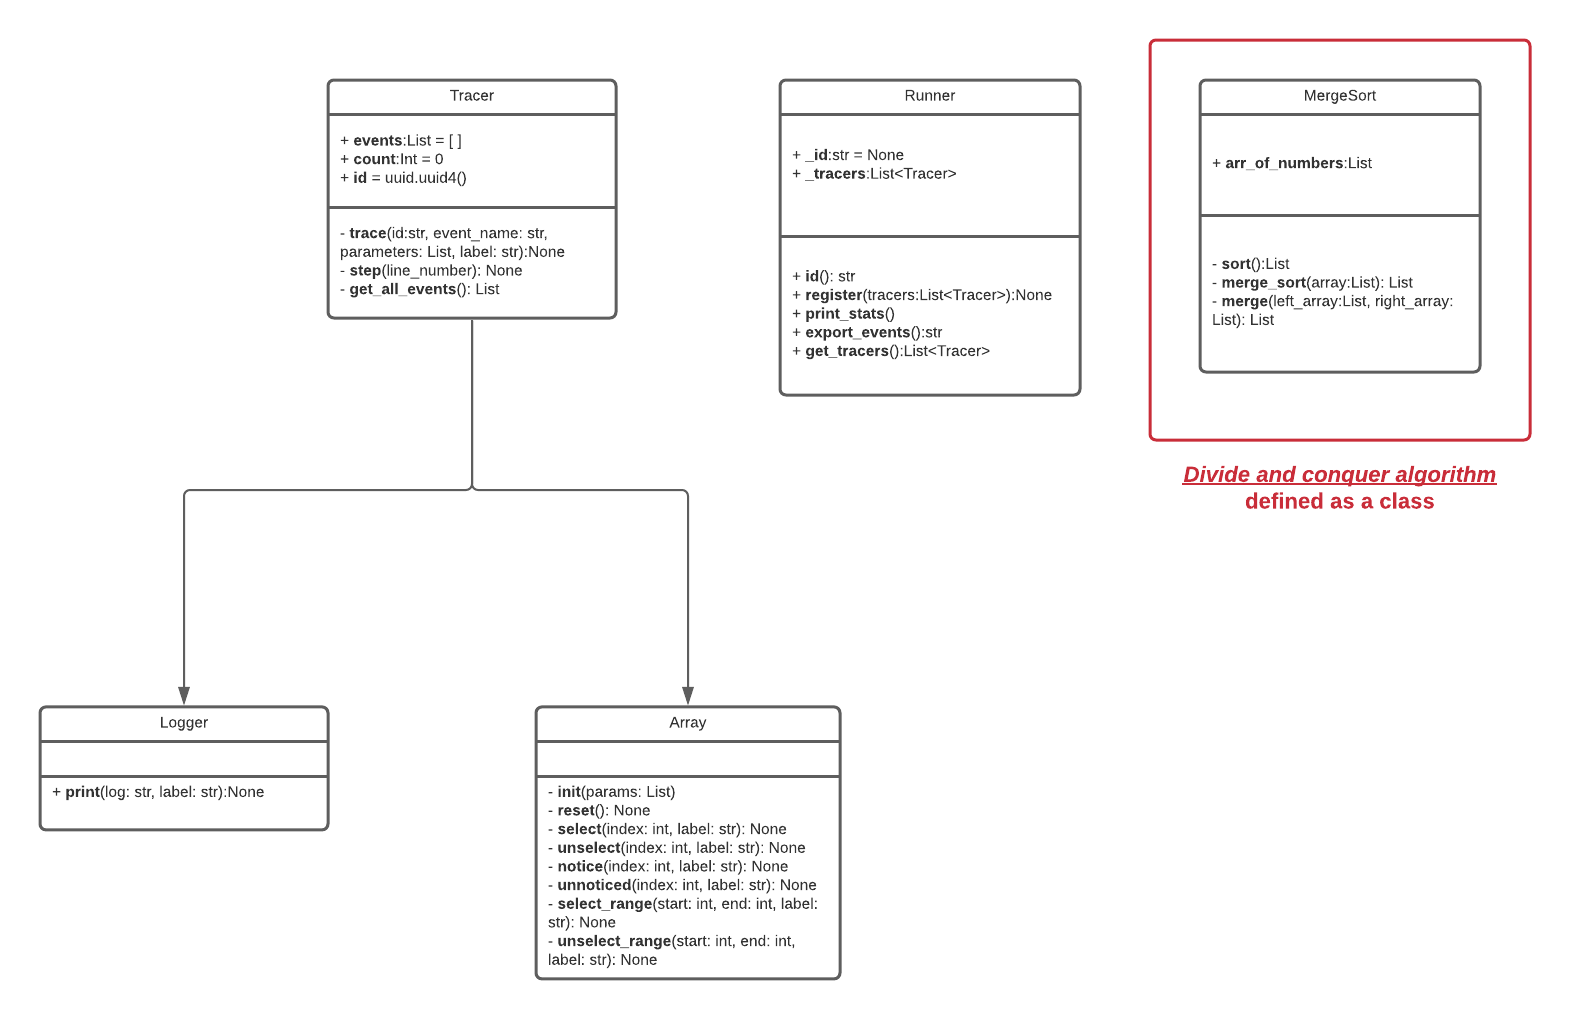 Tracer
+ events:List = [ ]
+ count:Int = 0
+ id = uuid.uuid4()
- trace(id:str, event_name: str,
parameters: List, label: str):None
- step(line_number): None
- get_all_events(): List
Runner
+ _id:str = None
+ _tracers:List<Tracer>
+ id(): str
+ register(tracers:List<Tracer>):None
+ print_stats()
+ export_events():str
+ get_tracers():List<Tracer>
MergeSort
+ arr_of_numbers:List
- sort():List
- merge_sort(array:List): List
- merge(left_array:List, right_array:
List): List
Divide and conquer algorithm
defined as a class
Logger
+ print(log: str, label: str):None
Array
- init(params: List)
- reset(): None
- select(index: int, label: str): None
- unselect(index: int, label: str): None
- notice(index: int, label: str): None
- unnoticed(index: int, label: str): None
- select_range(start: int, end: int, label:
str): None
- unselect_range(start: int, end: int,
label: str): None